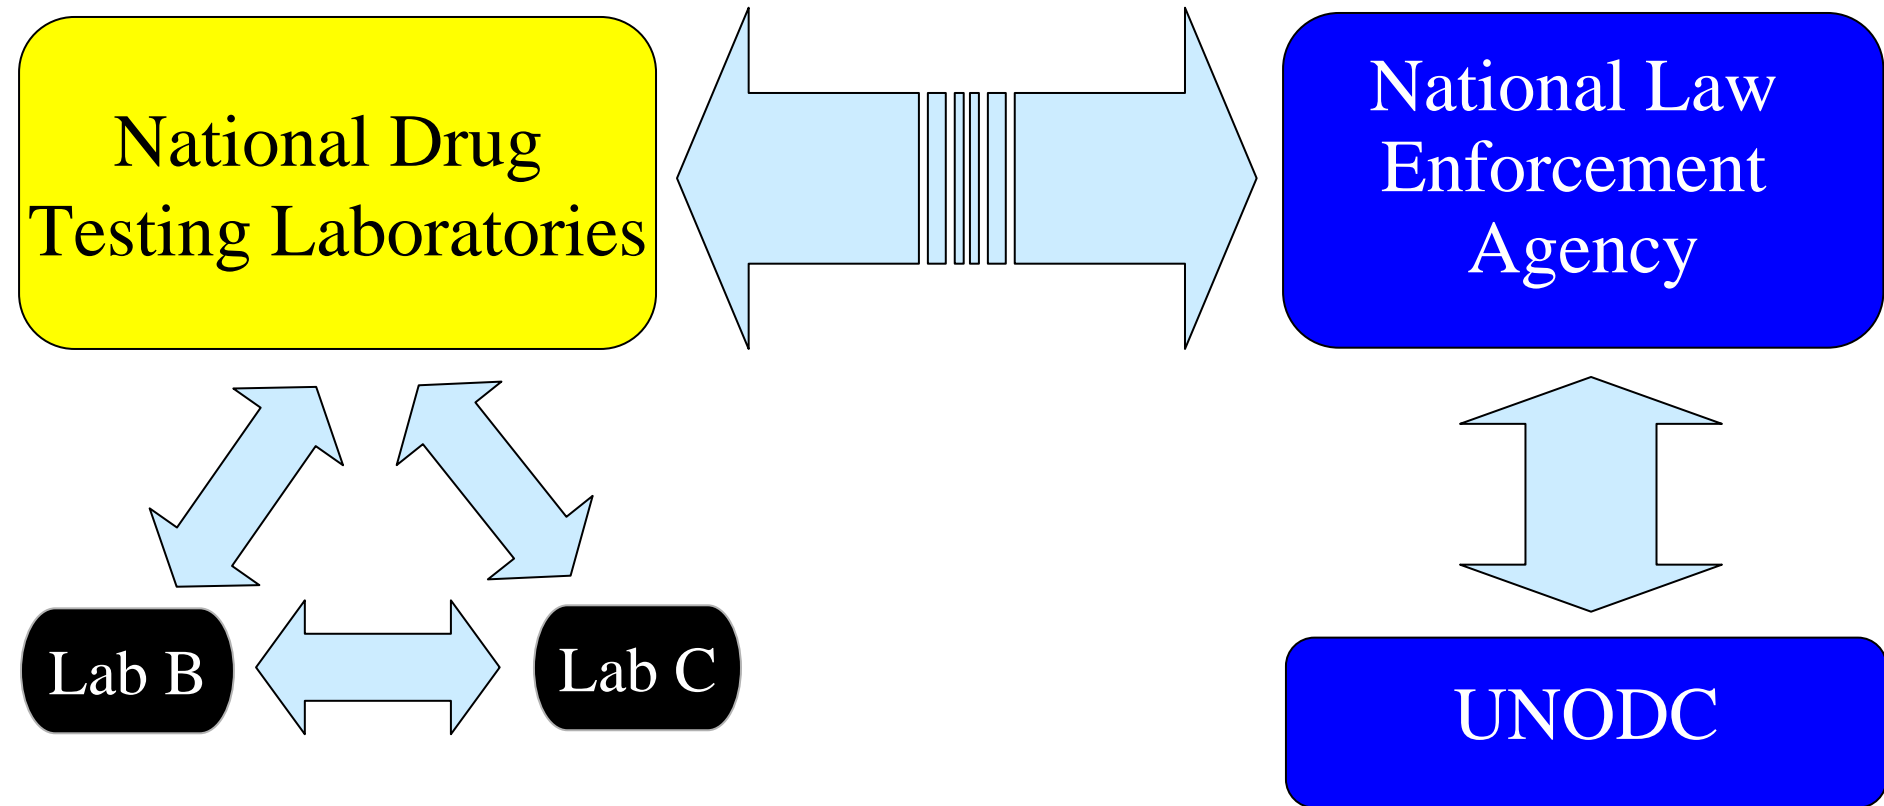 National Drug
Testing Laboratories
National Law
Enforcement
Agency
Lab B
Lab C
UNODC